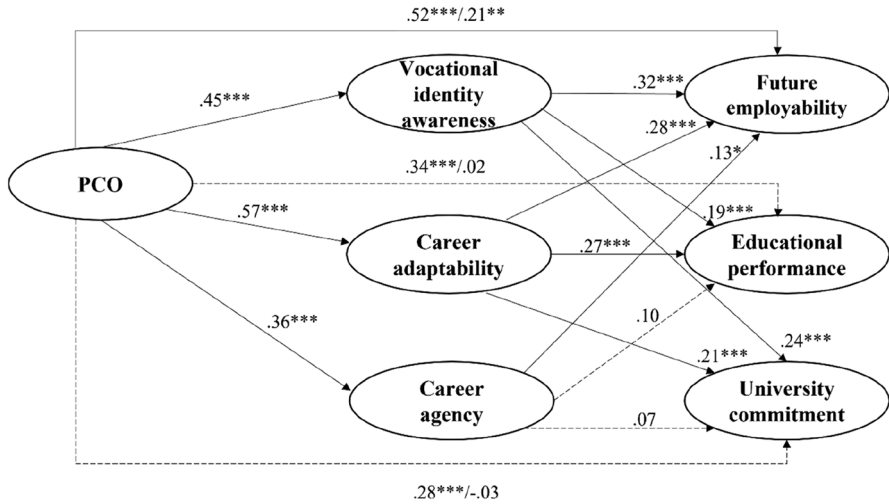 .52***/.21**
Vocational
identity
awareness
.32***
Future
employability
.45***
.28***
.13*
PCO
.34***/.02
.57***
.19***
Career
adaptability
.27***
Educational
performance
.36***
.10
.24***
.21***
Career
agency
University
commitment
.07
.28***/-.03